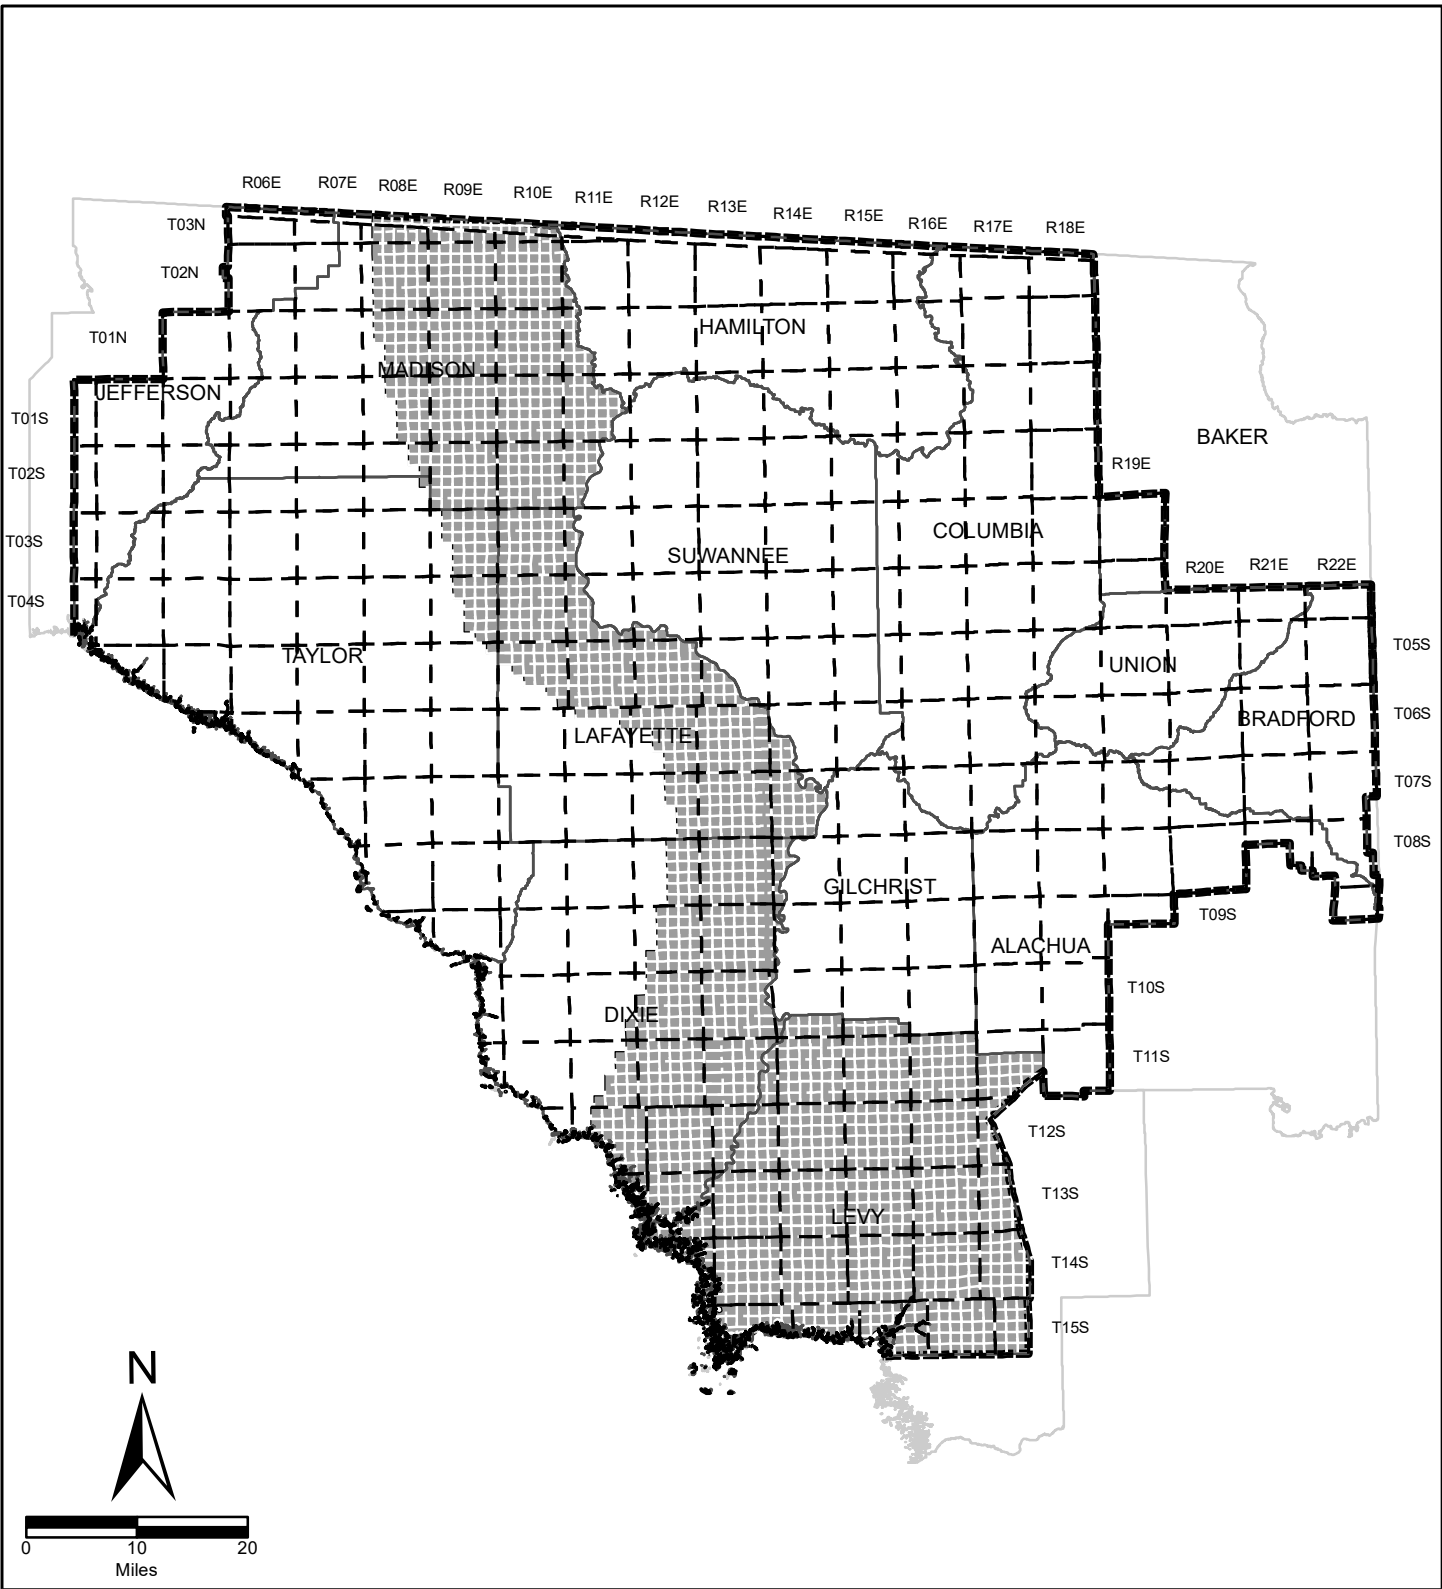 R06E R07E R08E R09E R10E R11E R12E R13E R14E R15E R16E R17E R18E
T03N
T02N
T01N
HAMILTON
MADISON
JEFFERSON
T01S
BAKER
R19E
T02S
COLUMBIA
T03S
SUWANNEE
R20E R21E R22E
T04S
T05S
TAYLOR
UNION
T06S
BRADFORD
LAFAYETTE
T07S
T08S
GILCHRIST
T09S
ALACHUA
T10S
DIXIE
T11S
T12S
T13S
LEVY
T14S
T15S
N
0 10 20
Miles